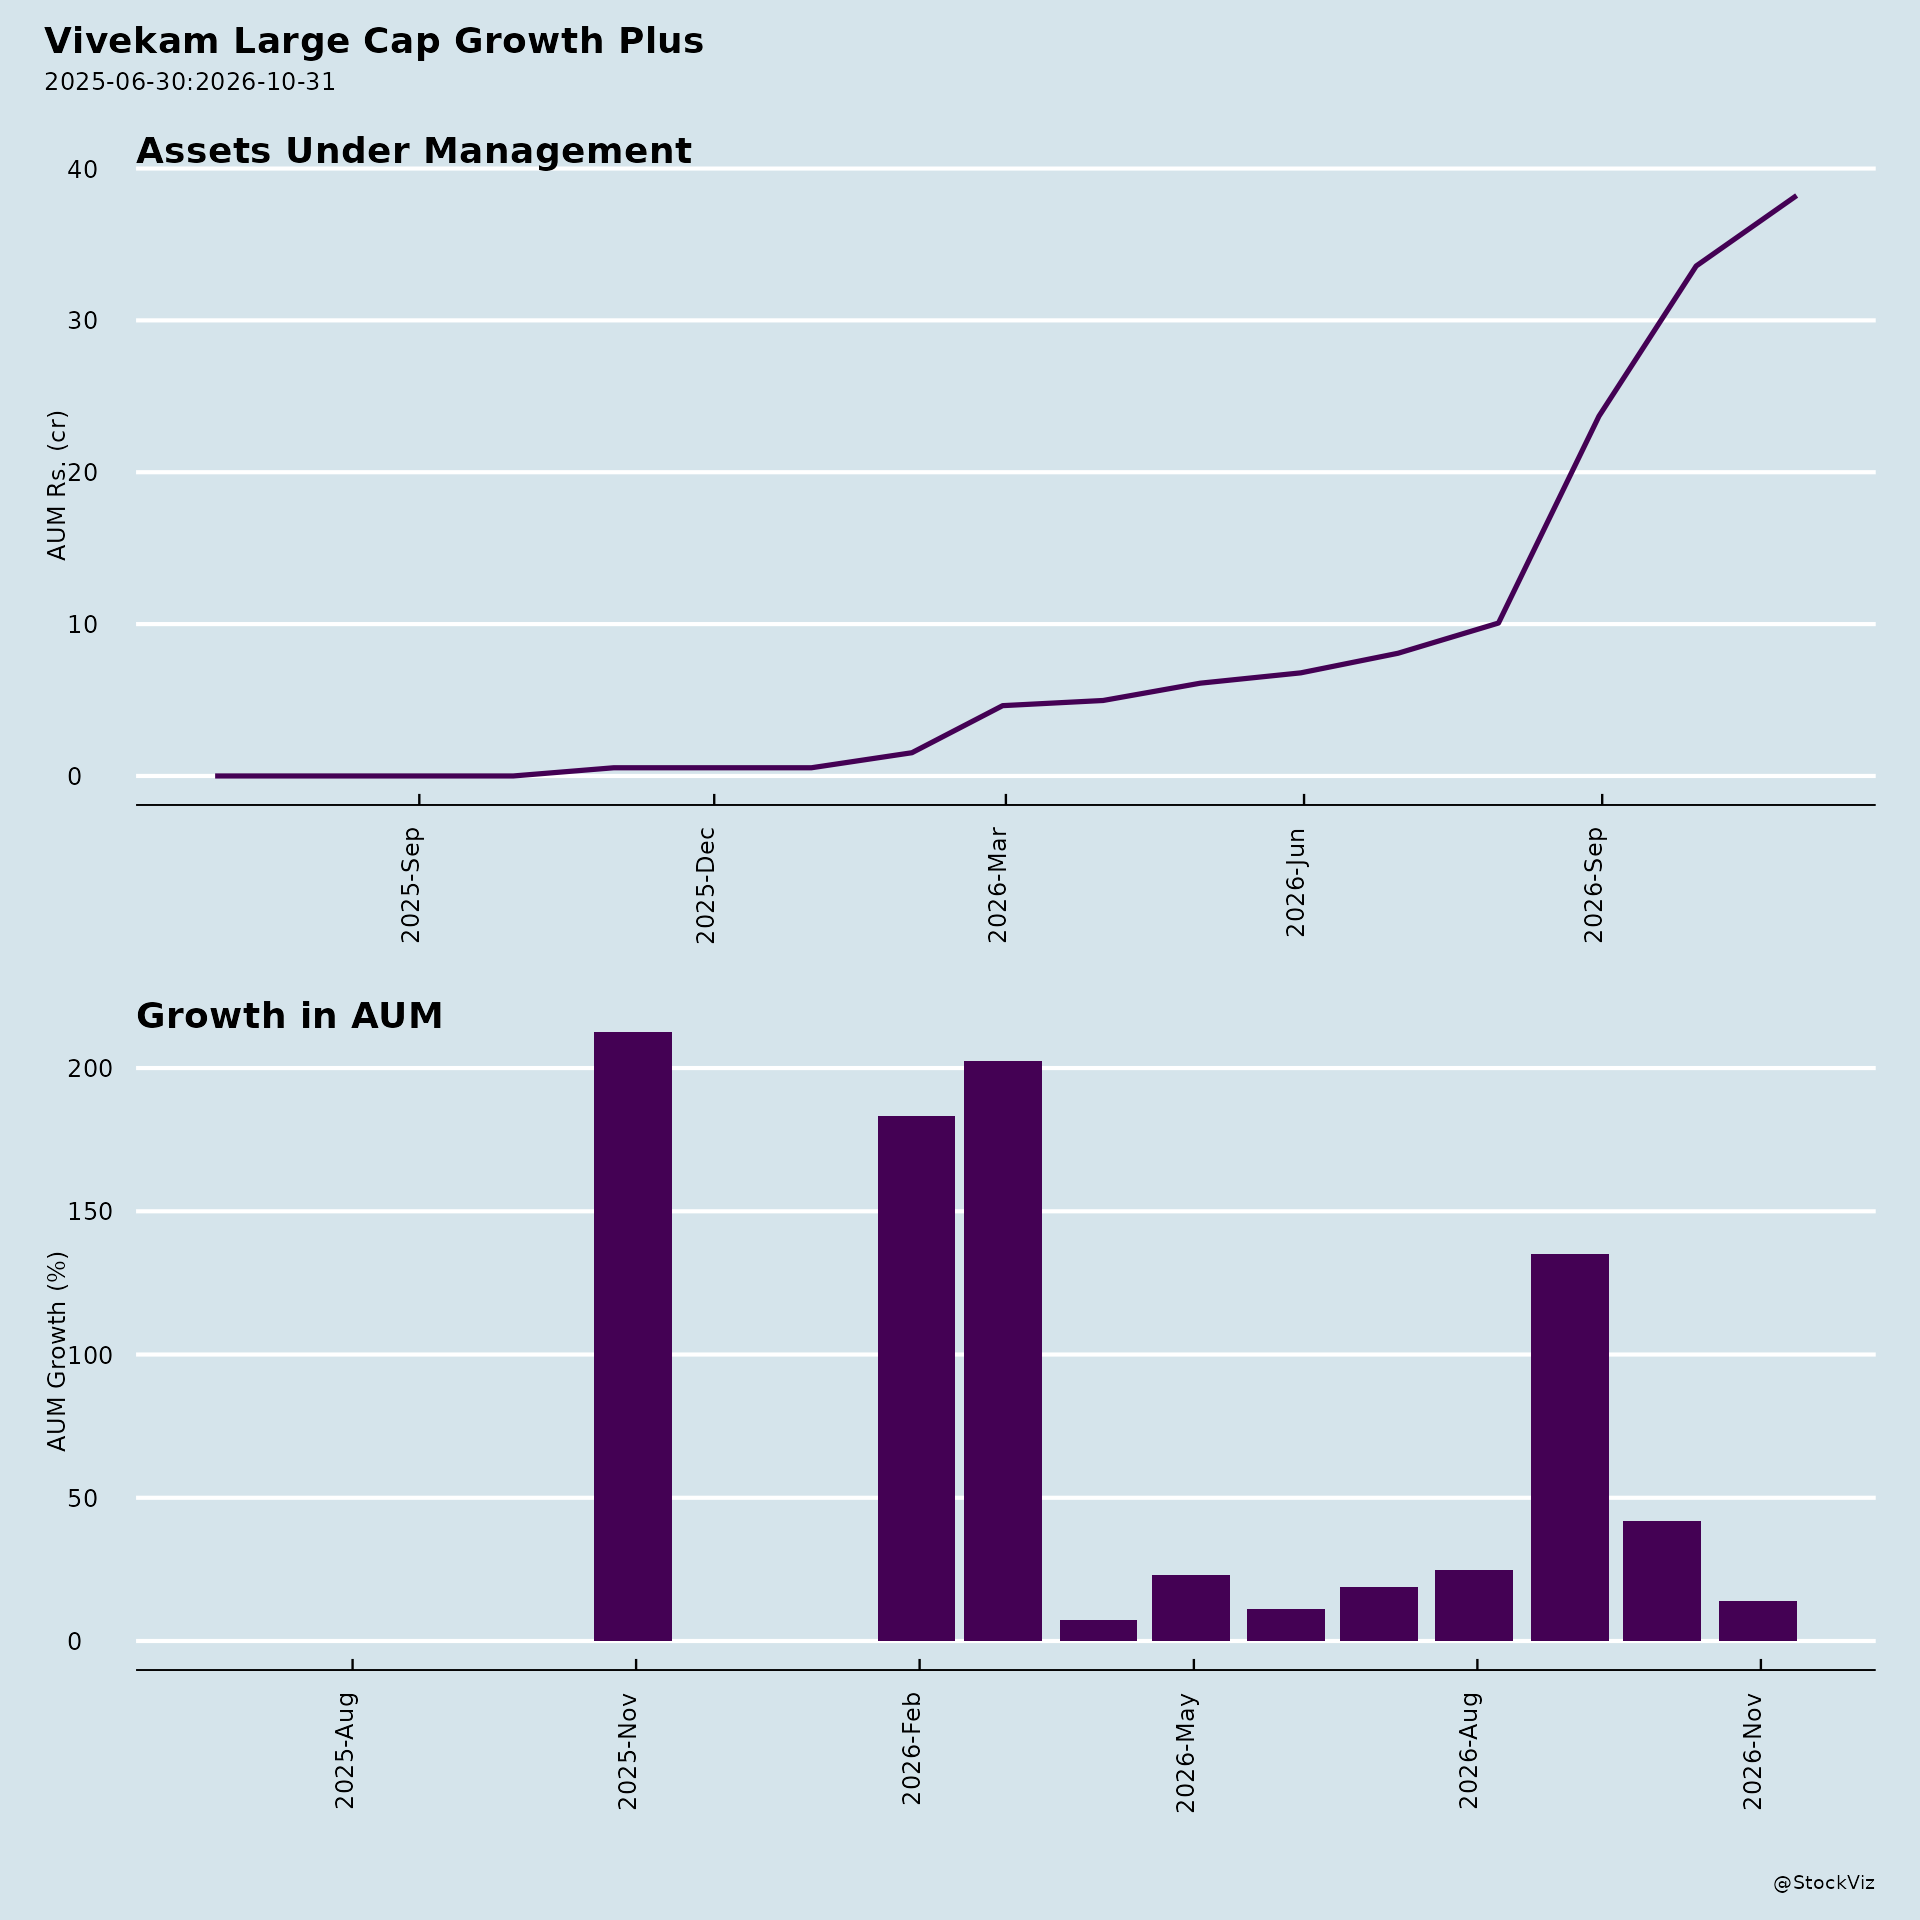 Vivekam Large Cap Growth Plus
2025-06-30:2026-10-31
Assets Under Management
40
30
20
10
0
AUM Rs. (cr)
2025-Sep
2025-Dec
2026-Mar
2026-Jun
2026-Sep
Growth in AUM
200
150
100
50
0
AUM Growth (%)
2025-Aug
2025-Nov
2026-Feb
2026-May
2026-Aug
2026-Nov
@StockViz